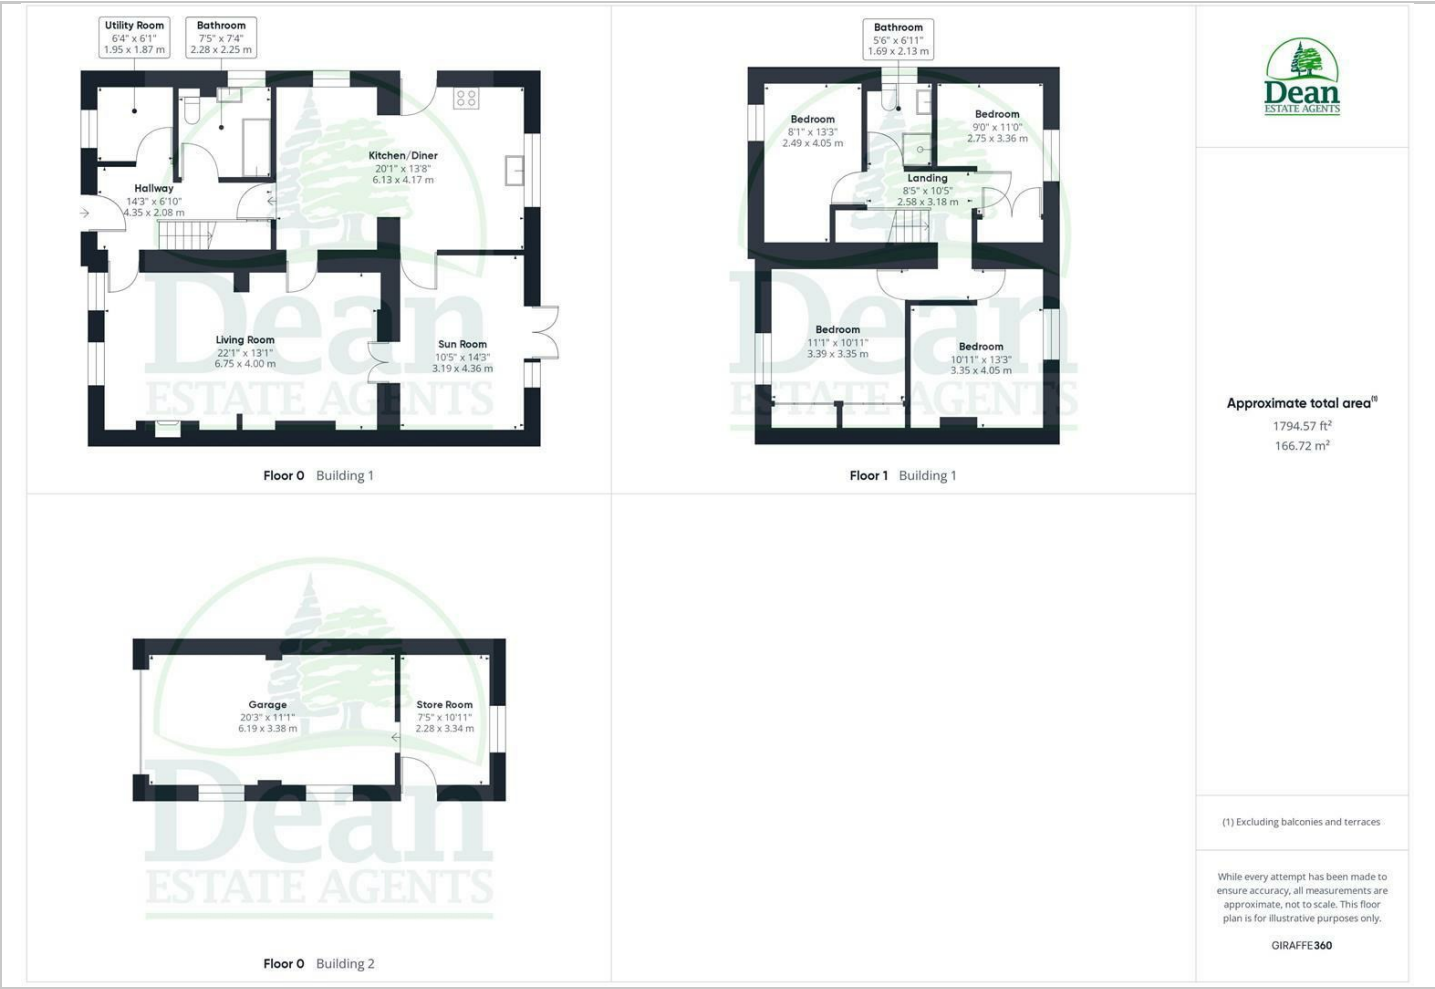 Utility Room
6'4" x 6'1"
1.95 x 1.87 m
Bathroom
7'5" x 7'4"
2.28 x 2.25 m
Kitchen/Diner
20'1" x 13'8"
6.13 x 4.17 m
Hallway
14'3" x 6'10"
4.35 x 2.08 m
Living Room
22'1" x 13'1"
6.75 x 4.00 m
Sun Room
10'5" x 14'3"
3.19 x 4.36 m
Dean
ESTATE AGENTS
Floor 0 Building 1
Bathroom
5'6" x 6'11"
1.69 x 2.13 m
Bedroom
8'1" x 13'3"
2.49 x 4.05 m
Bedroom
9'0" x 11'0"
2.75 x 3.36 m
Landing
8'5" x 10'5"
2.58 x 3.18 m
Bedroom
11'1" x 10'11"
3.39 x 3.35 m
Bedroom
10'11" x 13'3"
3.35 x 4.05 m
Dean
ESTATE AGENTS
Floor 1 Building 1
Garage
20'3" x 11'1"
6.19 x 3.38 m
Store Room
7'5" x 10'11"
2.28 x 3.34 m
Dean
ESTATE AGENTS
Floor 0 Building 2
Dean
ESTATE AGENTS
Approximate total area(1)
1794.57 ft²
166.72 m²
(1) Excluding balconies and terraces
While every attempt has been made to
ensure accuracy, all measurements are
approximate, not to scale. This floor
plan is for illustrative purposes only.
GIRAFFE360